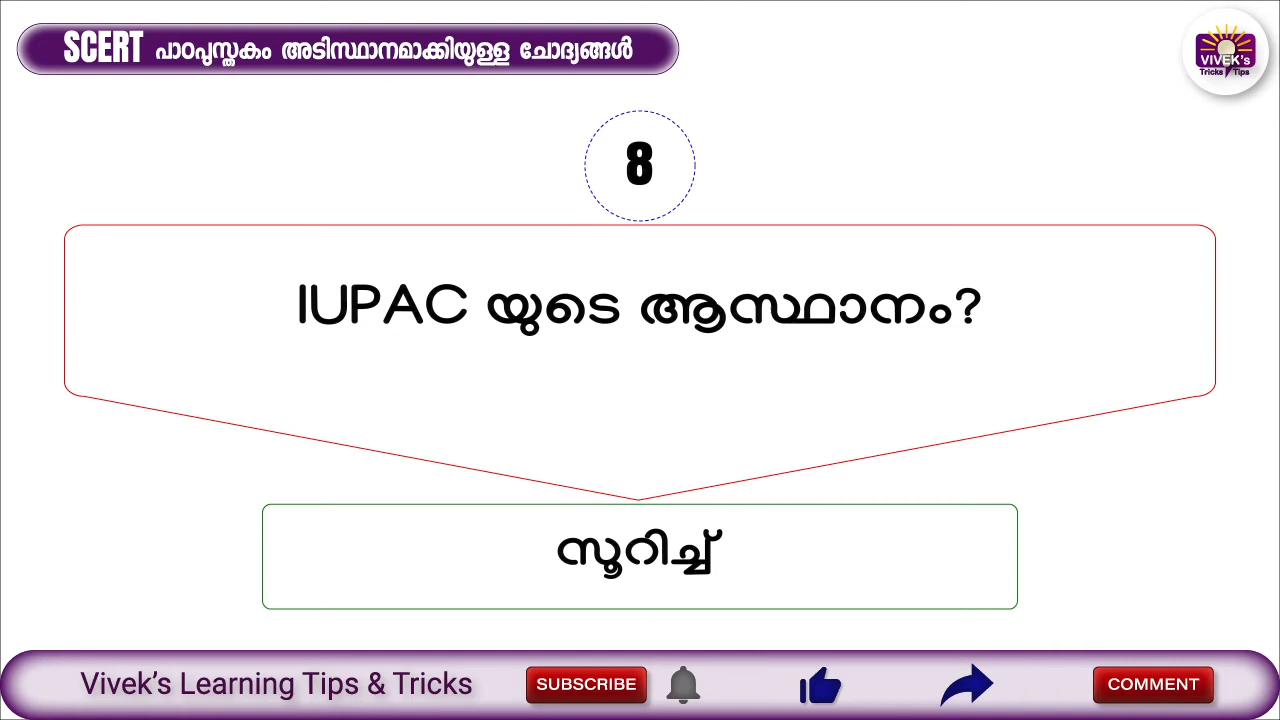 SCERT പാഠപുസ്തകം അടിസ്ഥാനമാക്കിയുള്ള ചോദ്യങ്ങൾ
VIVEK's
Tricks Tips
8
IUPAC യുടെ ആസ്ഥാനം?
സൂറിച്ച്
Vivek's Learning Tips & Tricks
SUBSCRIBE
COMMENT